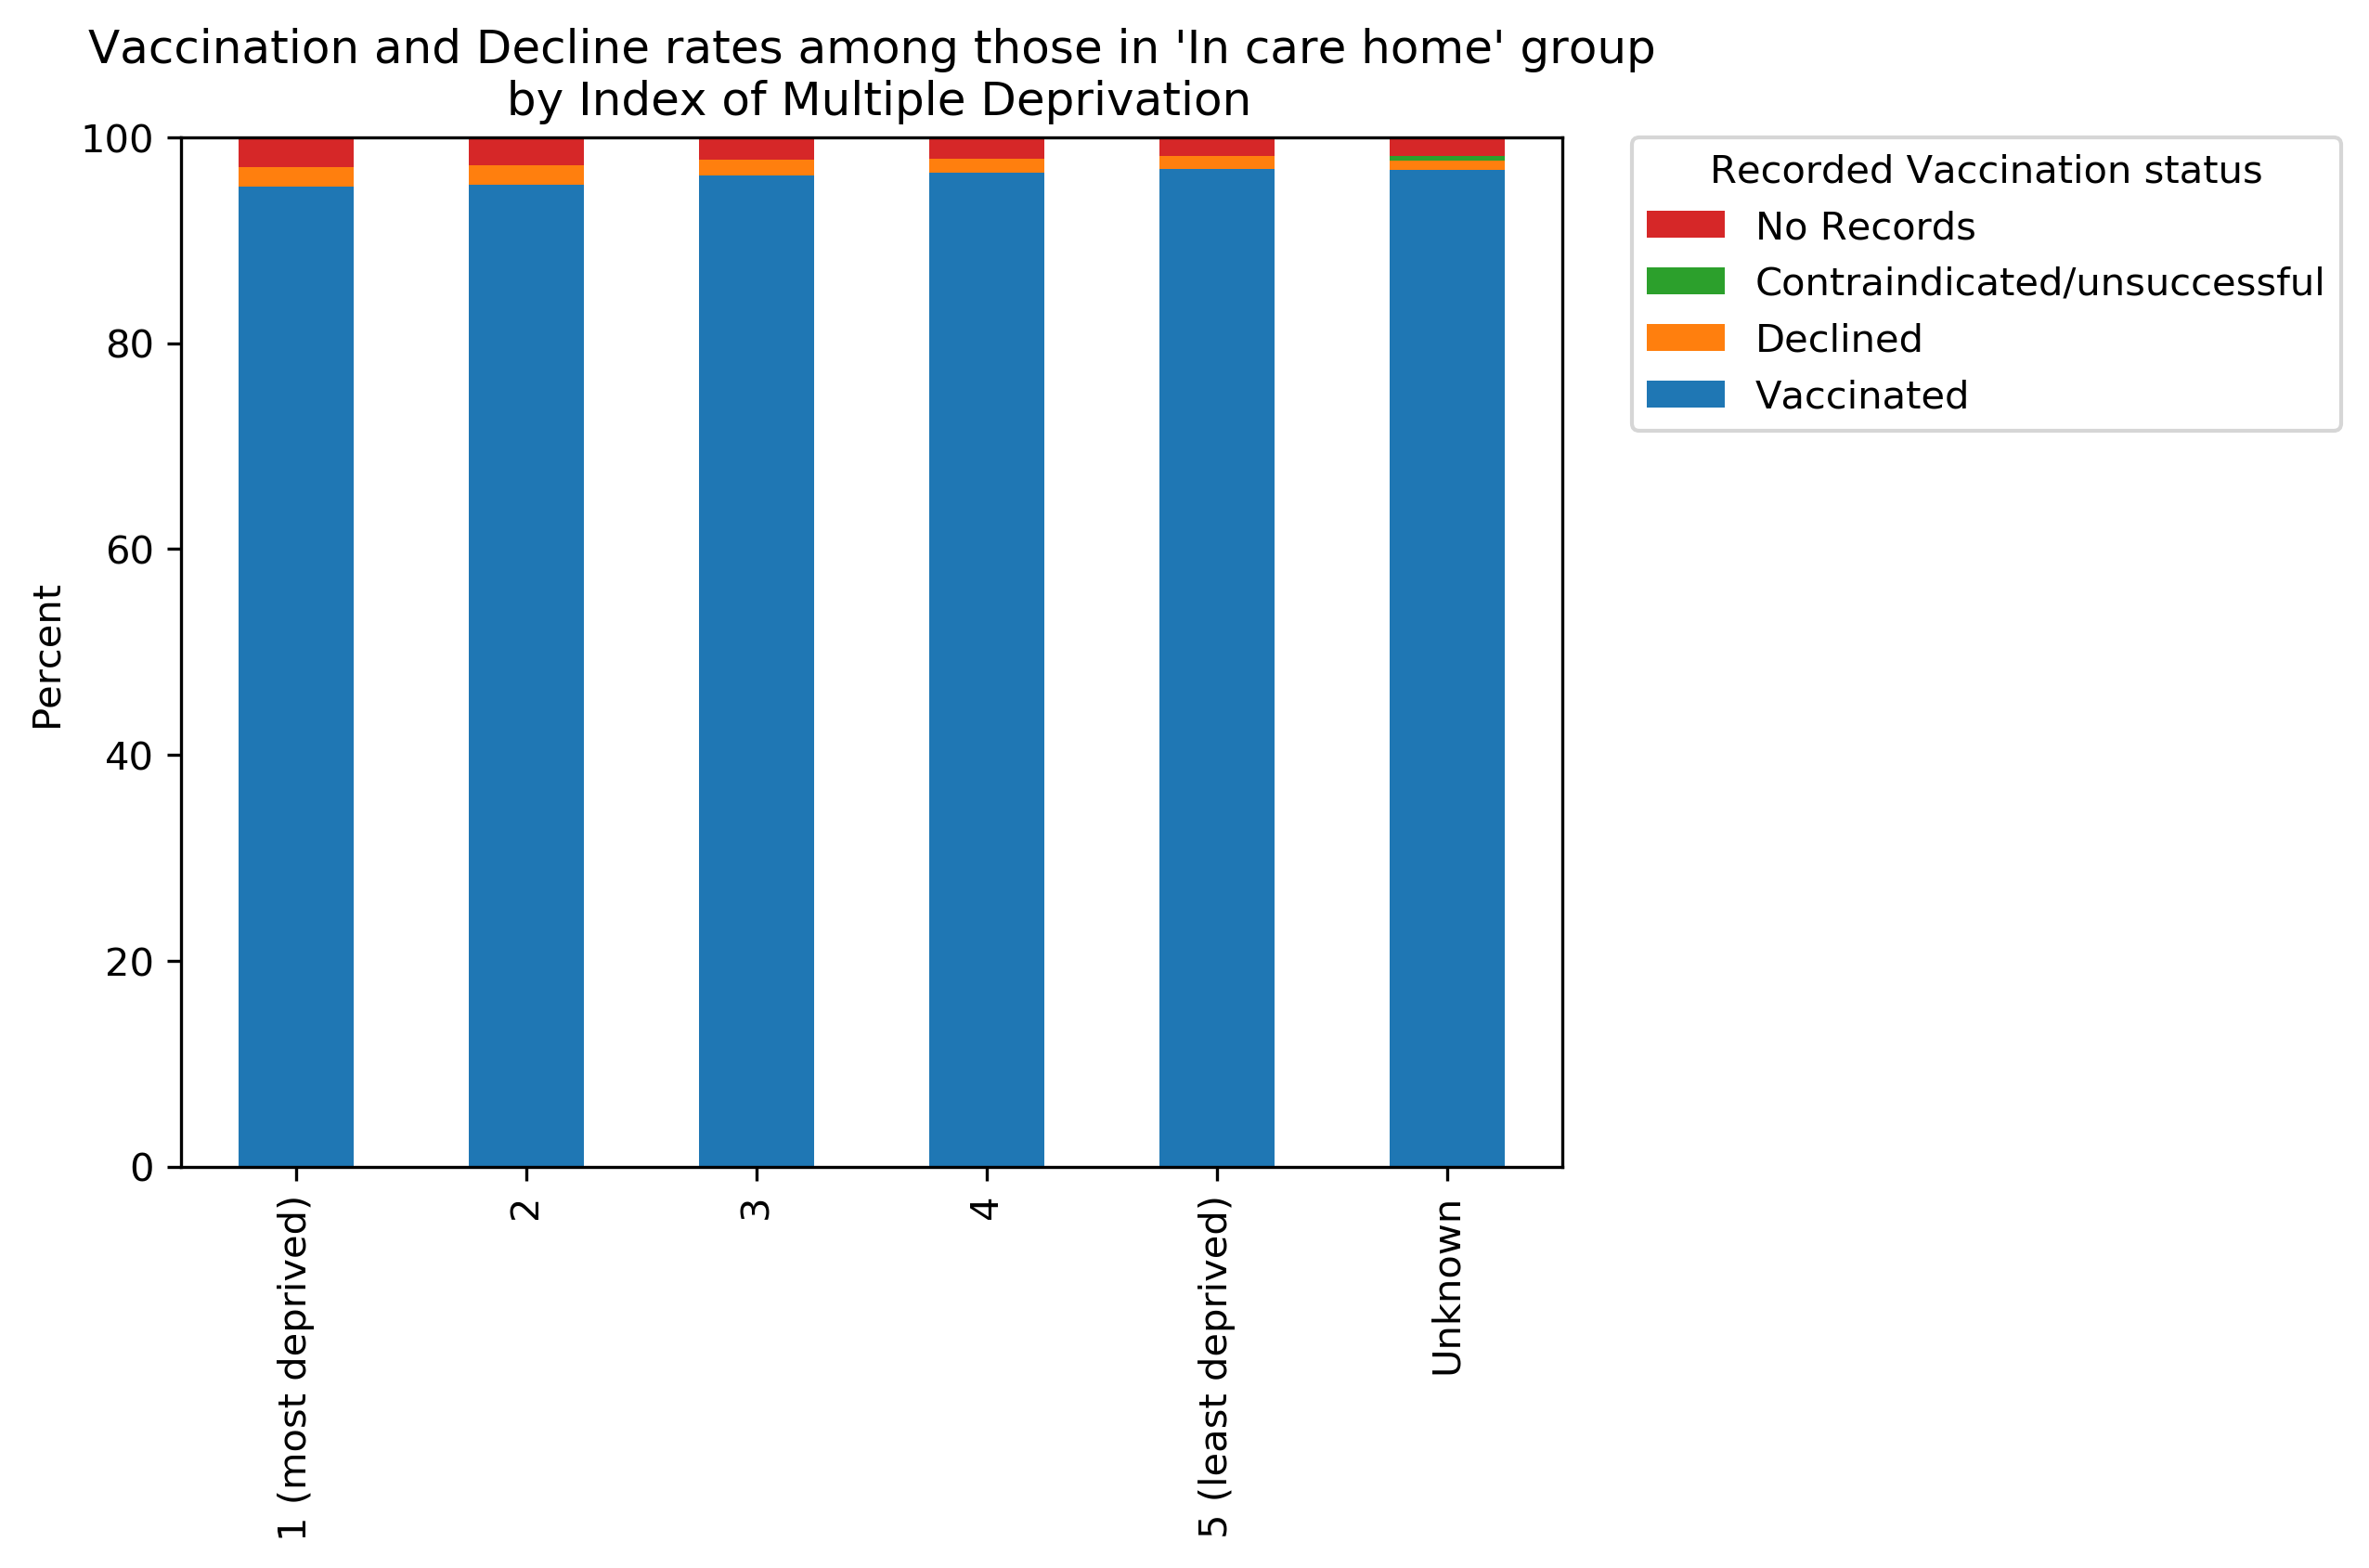 Vaccination and Decline rates among those in 'In care home' group
by Index of Multiple Deprivation
100
80
60
40
20
0
Percent
1 (most deprived)
2
3
4
5 (least deprived)
Unknown
Recorded Vaccination status
No Records
Contraindicated/unsuccessful
Declined
Vaccinated